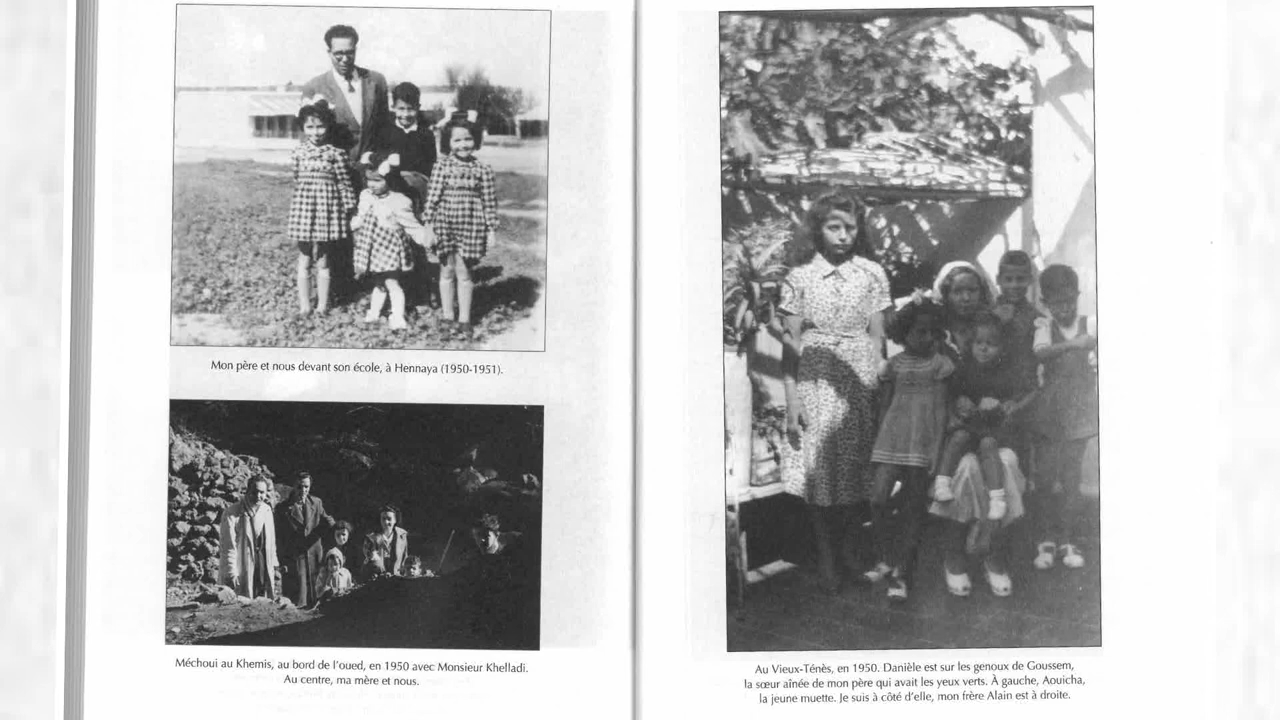 Mon père et nous devant son école, à Hennaya (1950-1951).
Méchoui au Khemis, au bord de l'oued, en 1950 avec Monsieur Khelladi.
Au centre, ma mère et nous.
Au Vieux-Ténès, en 1950. Danièle est sur les genoux de Goussem,
la sœur aînée de mon père qui avait les yeux verts. À gauche, Aouicha,
la jeune muette. Je suis à côté d'elle, mon frère Alain est à droite.